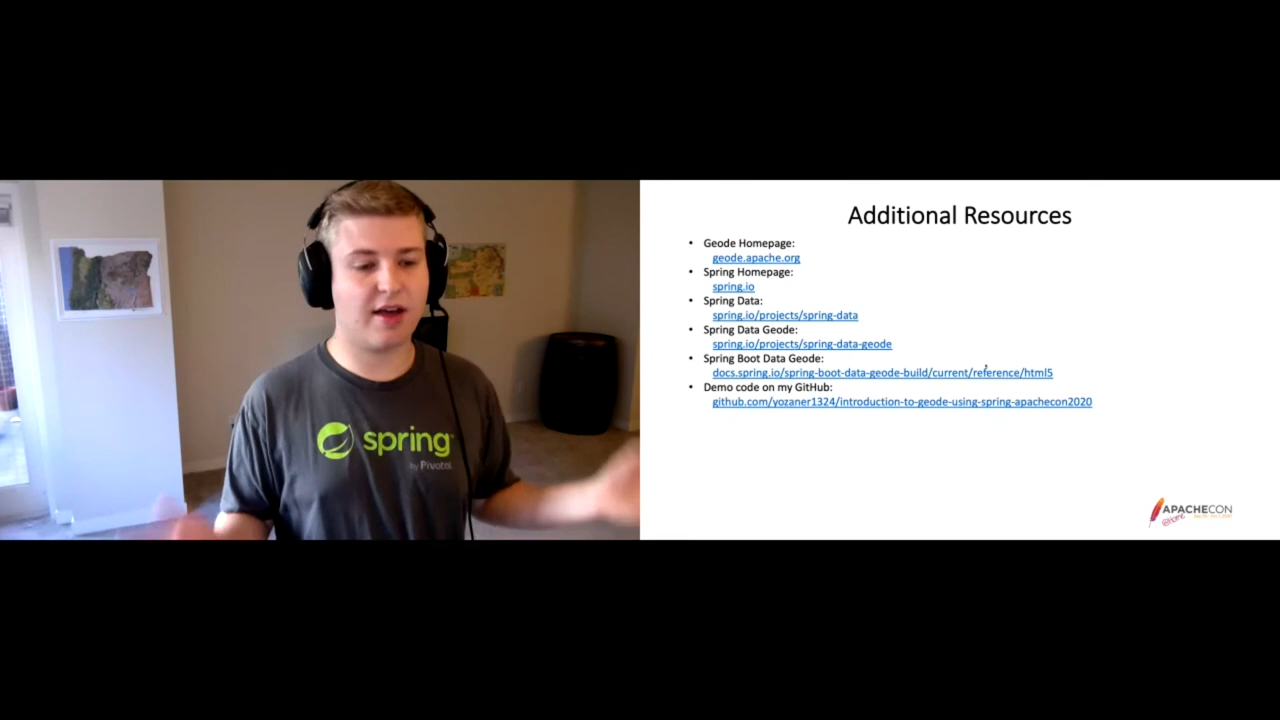 spring
by Pivotal
Additional Resources
• Geode Homepage:
geode.apache.org
• Spring Homepage:
spring.io
• Spring Data:
spring.io/projects/spring-data
• Spring Data Geode:
spring.io/projects/spring-data-geode
• Spring Boot Data Geode:
docs.spring.io/spring-boot-data-geode-build/current/reference/html5
• Demo code on my GitHub:
github.com/yozaner1324/introduction-to-geode-using-spring-apachecon2020
APACHECON
@Home